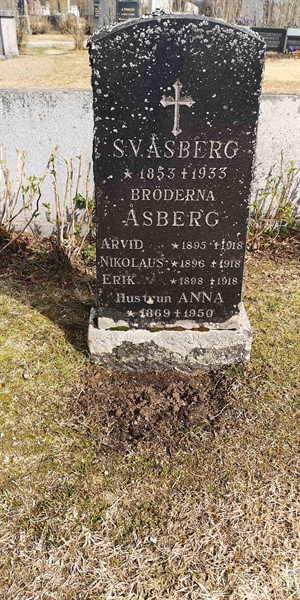 S.V.ÅSBERG
* 1853 † 1933
BRÖDERNA
ÅSBERG
ARVID * 1895 † 1918
NIKOLAUS * 1896 † 1918
ERIK * 1898 † 1918
Hustrun ANNA
* 1869 † 1950